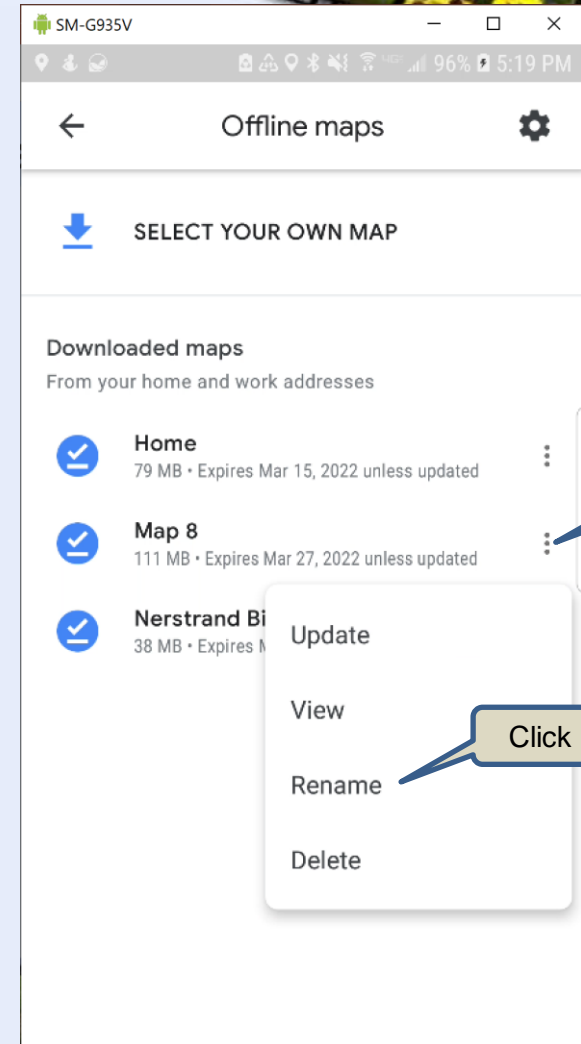 SM-G935V
96% 5:19 PM
Offline maps
SELECT YOUR OWN MAP
Downloaded maps
From your home and work addresses
Home
79 MB • Expires Mar 15, 2022 unless updated
Map 8
111 MB • Expires Mar 27, 2022 unless updated
Nerstrand
38 MB • Expires
Update
View
Click
Rename
Delete